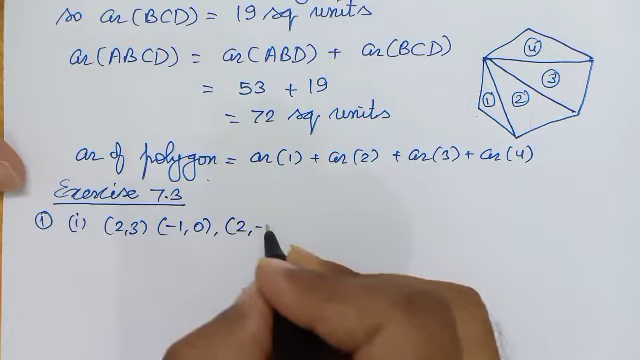 so ar(BCD) = 19 sq units
ar(ABCD) = ar(ABD) + ar(BCD)
= 53 + 19
= 72 sq units
4
3
1 2
ar of polygon = ar(1) + ar(2) + ar(3) + ar(4)
Exercise 7.3
① (i) (2,3) (-1, 0), (2,-